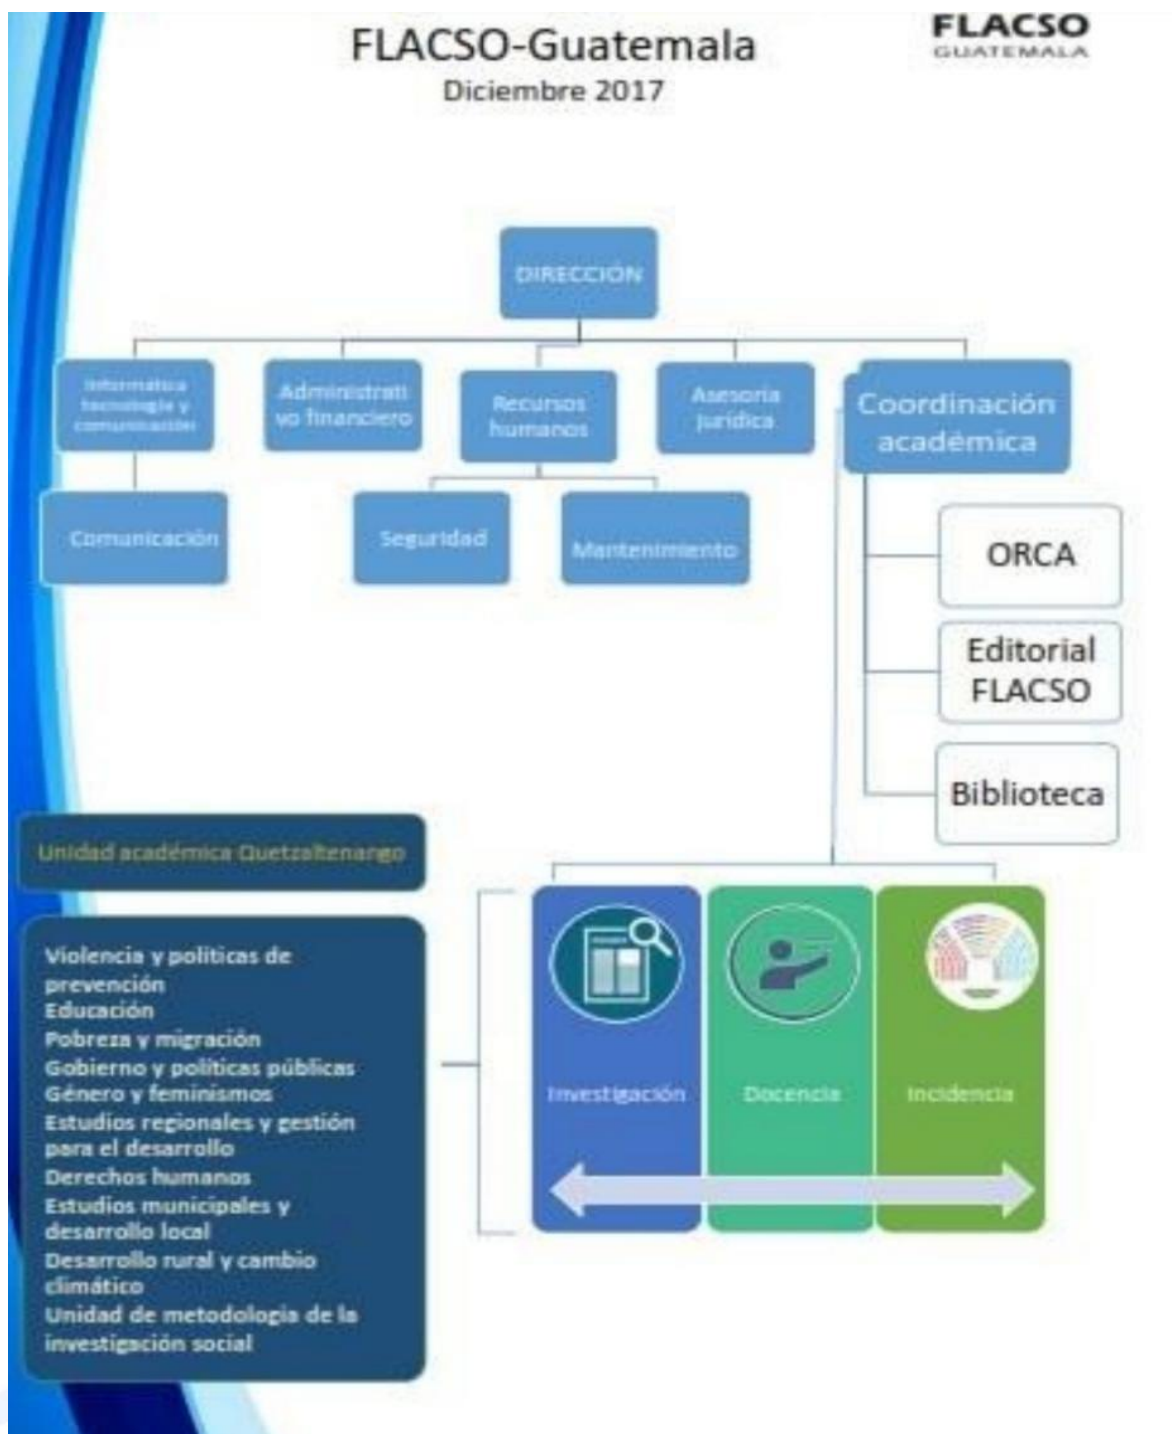 FLACSO-Guatemala
Diciembre 2017
FLACSO
GUATEMALA
DIRECCIÓN
Informática
tecnología y
comunicación
Administrati
vo financiero
Recursos
humanos
Asesoría
jurídica
Coordinación
académica
Comunicación
Seguridad
Mantenimiento
ORCA
Editorial
FLACSO
Biblioteca
Unidad académica Quetzaltenango
Violencia y políticas de
prevención
Educación
Pobreza y migración
Gobierno y políticas públicas
Género y feminismos
Estudios regionales y gestión
para el desarrollo
Derechos humanos
Estudios municipales y
desarrollo local
Desarrollo rural y cambio
climático
Unidad de metodología de la
investigación social
Investigación
Docencia
Incidencia